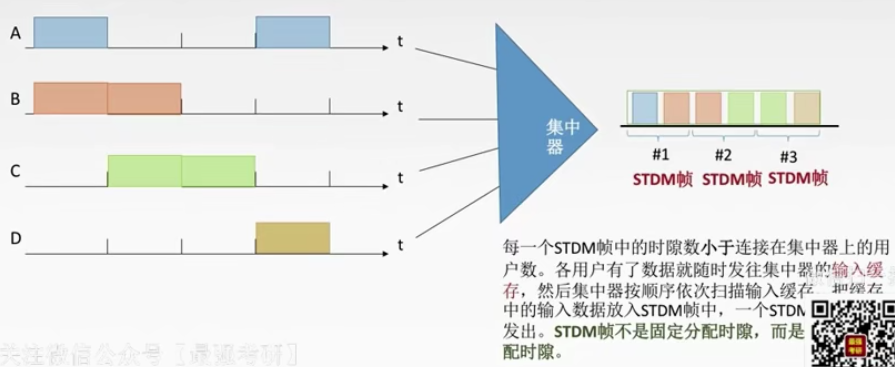 A
t
B
t
C
t
D
t
集中
器
#1
#2
#3
STDM帧
STDM帧
STDM帧
每一个STDM帧中的时隙数小于连接在集中器上的用
户数。各用户有了数据就随时发往集中器的输入缓
存，然后集中器按顺序依次扫描输入缓存，把缓存
中的输入数据放入STDM帧中，一个STDM
发出。STDM帧不是固定分配时隙，而是
配时隙。
关注微信公众号